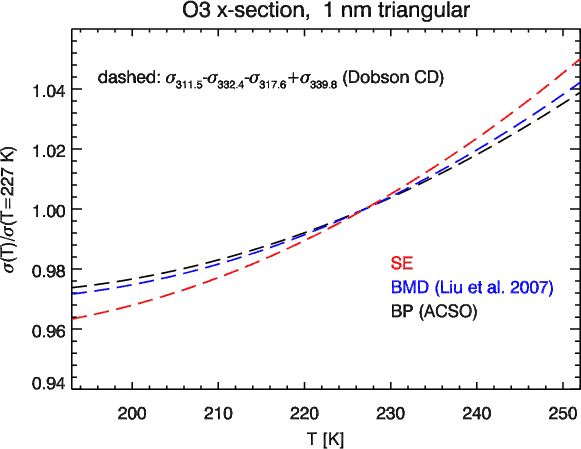 O3 x-section, 1 nm triangular
dashed: σ311.5-σ332.4-σ317.6+σ339.8 (Dobson CD)
σ(T)/σ(T=227 K)
1.04
1.02
1.00
0.98
0.96
0.94
SE
BMD (Liu et al. 2007)
BP (ACSO)
200 210 220 230 240 250
T [K]